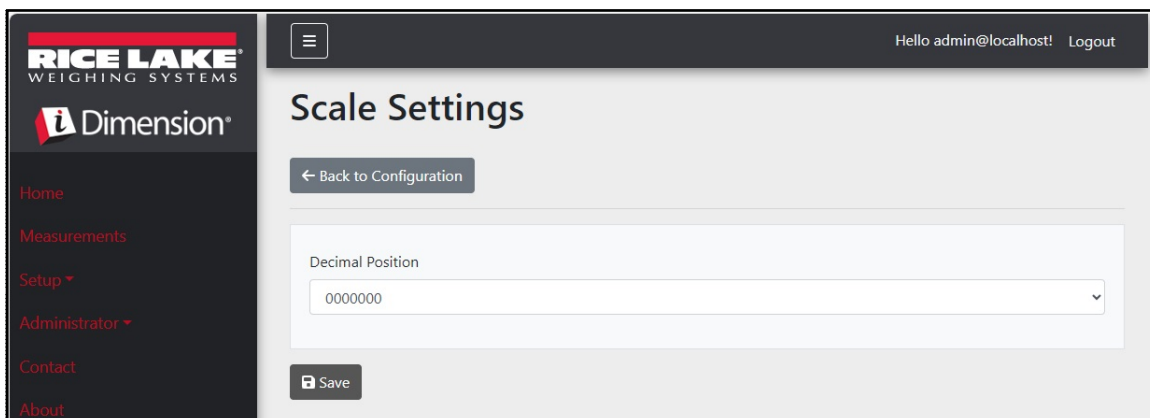 RICE LAKE®
WEIGHING SYSTEMS
i Dimension®
Home
Measurements
Setup
Administrator
Contact
About
Hello admin@localhost! Logout
Scale Settings
← Back to Configuration
Decimal Position
0000000
Save